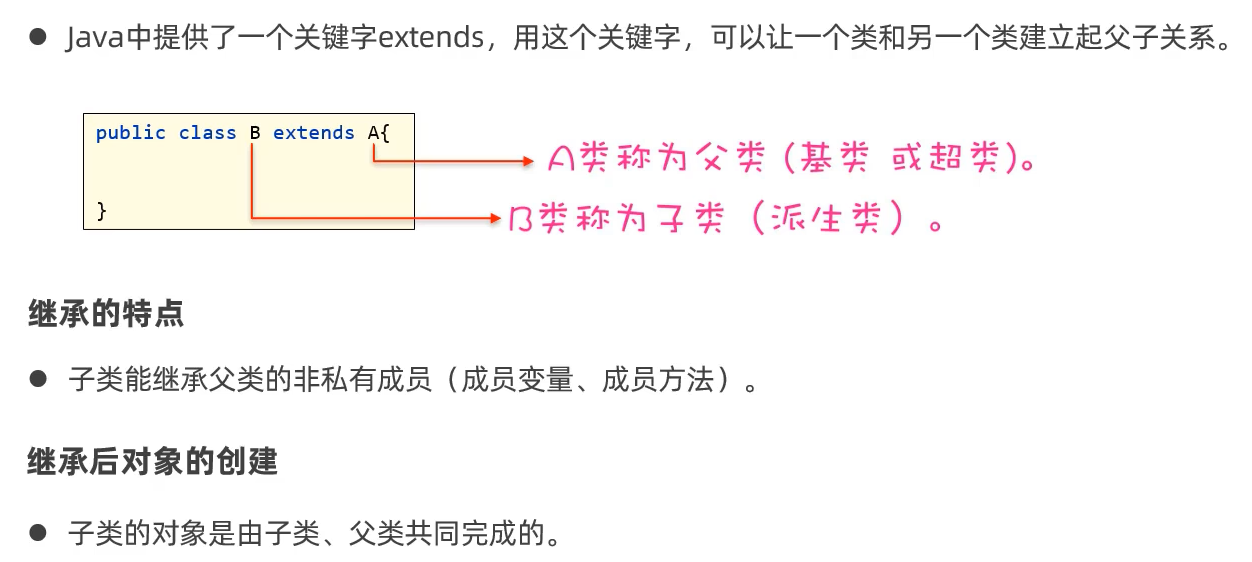 ● Java中提供了一个关键字extends，用这个关键字，可以让一个类和另一个类建立起父子关系。
public class B extends A{
A类称为父类（基类 或超类）。
}
B类称为子类（派生类）。
继承的特点
● 子类能继承父类的非私有成员（成员变量、成员方法）。
继承后对象的创建
● 子类的对象是由子类、父类共同完成的。